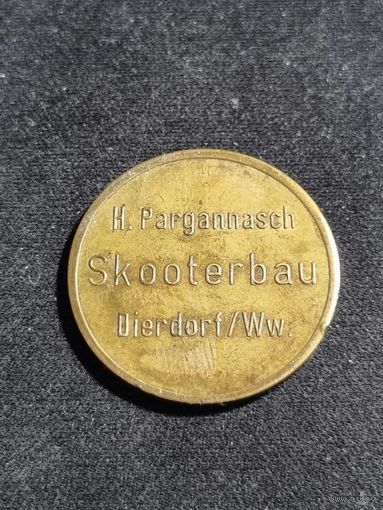 H. Pargannasch
Skooterbau
Dierdorf/Ww.